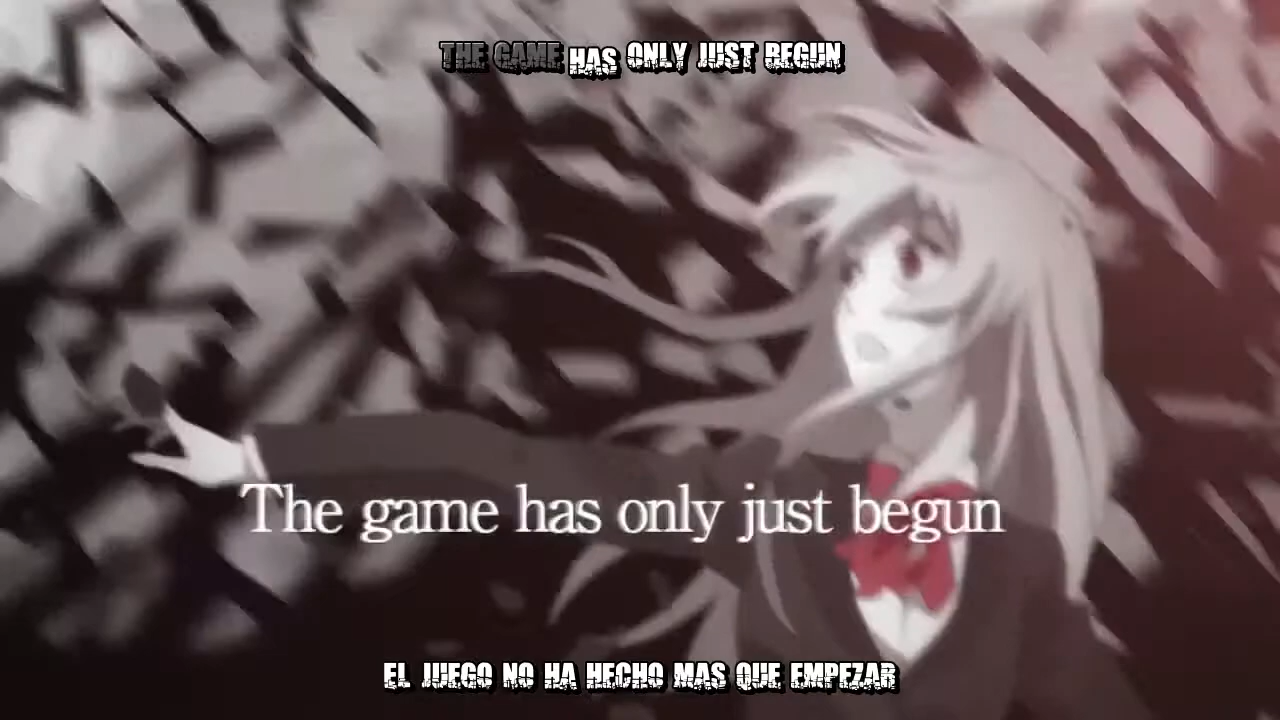 THE GAME HAS ONLY JUST BEGUN
The game has only just begun
EL JUEGO NO HA HECHO MAS QUE EMPEZAR